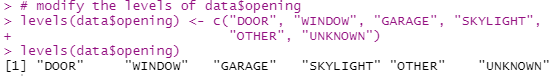 > # modify the levels of data$opening
> levels(data$opening) <- c("DOOR", "WINDOW", "GARAGE", "SKYLIGHT",
+                           "OTHER", "UNKNOWN")
> levels(data$opening)
[1] "DOOR"     "WINDOW"   "GARAGE"   "SKYLIGHT" "OTHER"    "UNKNOWN"